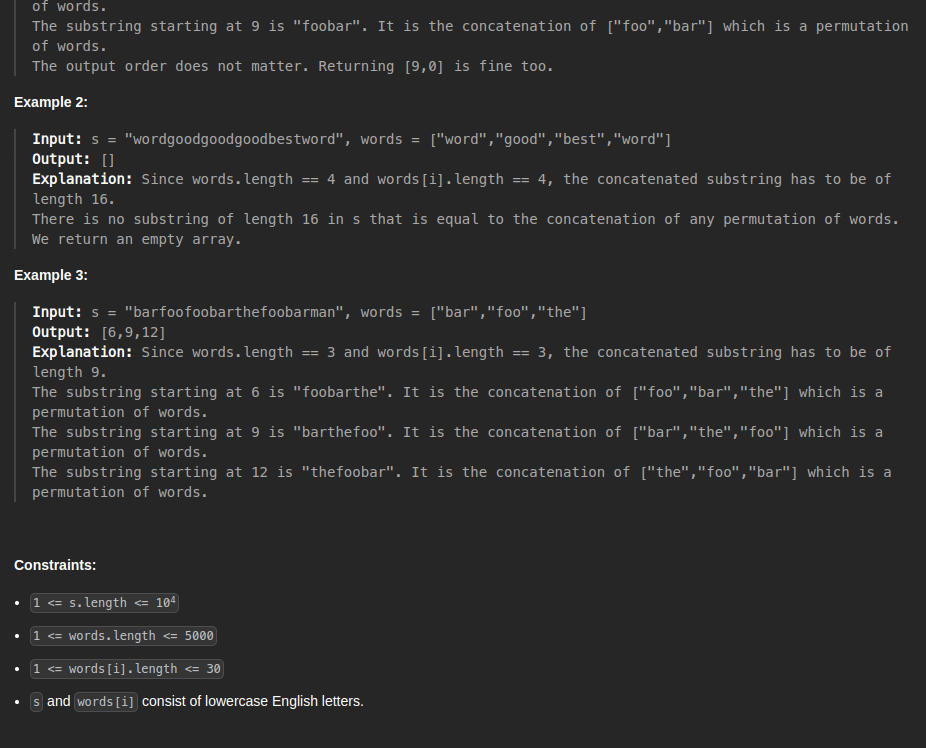 of words.
The substring starting at 9 is "foobar". It is the concatenation of ["foo","bar"] which is a permutation
of words.
The output order does not matter. Returning [9,0] is fine too.
Example 2:
Input: s = "wordgoodgoodgoodbestword", words = ["word","good","best","word"]
Output: []
Explanation: Since words.length == 4 and words[i].length == 4, the concatenated substring has to be of
length 16.
There is no substring of length 16 in s that is equal to the concatenation of any permutation of words.
We return an empty array.
Example 3:
Input: s = "barfoofoobarthefoobarman", words = ["bar","foo","the"]
Output: [6,9,12]
Explanation: Since words.length == 3 and words[i].length == 3, the concatenated substring has to be of
length 9.
The substring starting at 6 is "foobarthe". It is the concatenation of ["foo","bar","the"] which is a
permutation of words.
The substring starting at 9 is "barthefoo". It is the concatenation of ["bar","the","foo"] which is a
permutation of words.
The substring starting at 12 is "thefoobar". It is the concatenation of ["the","foo","bar"] which is a
permutation of words.
Constraints:
• 1 <= s.length <= 10⁴
• 1 <= words.length <= 5000
• 1 <= words[i].length <= 30
• s and words[i] consist of lowercase English letters.